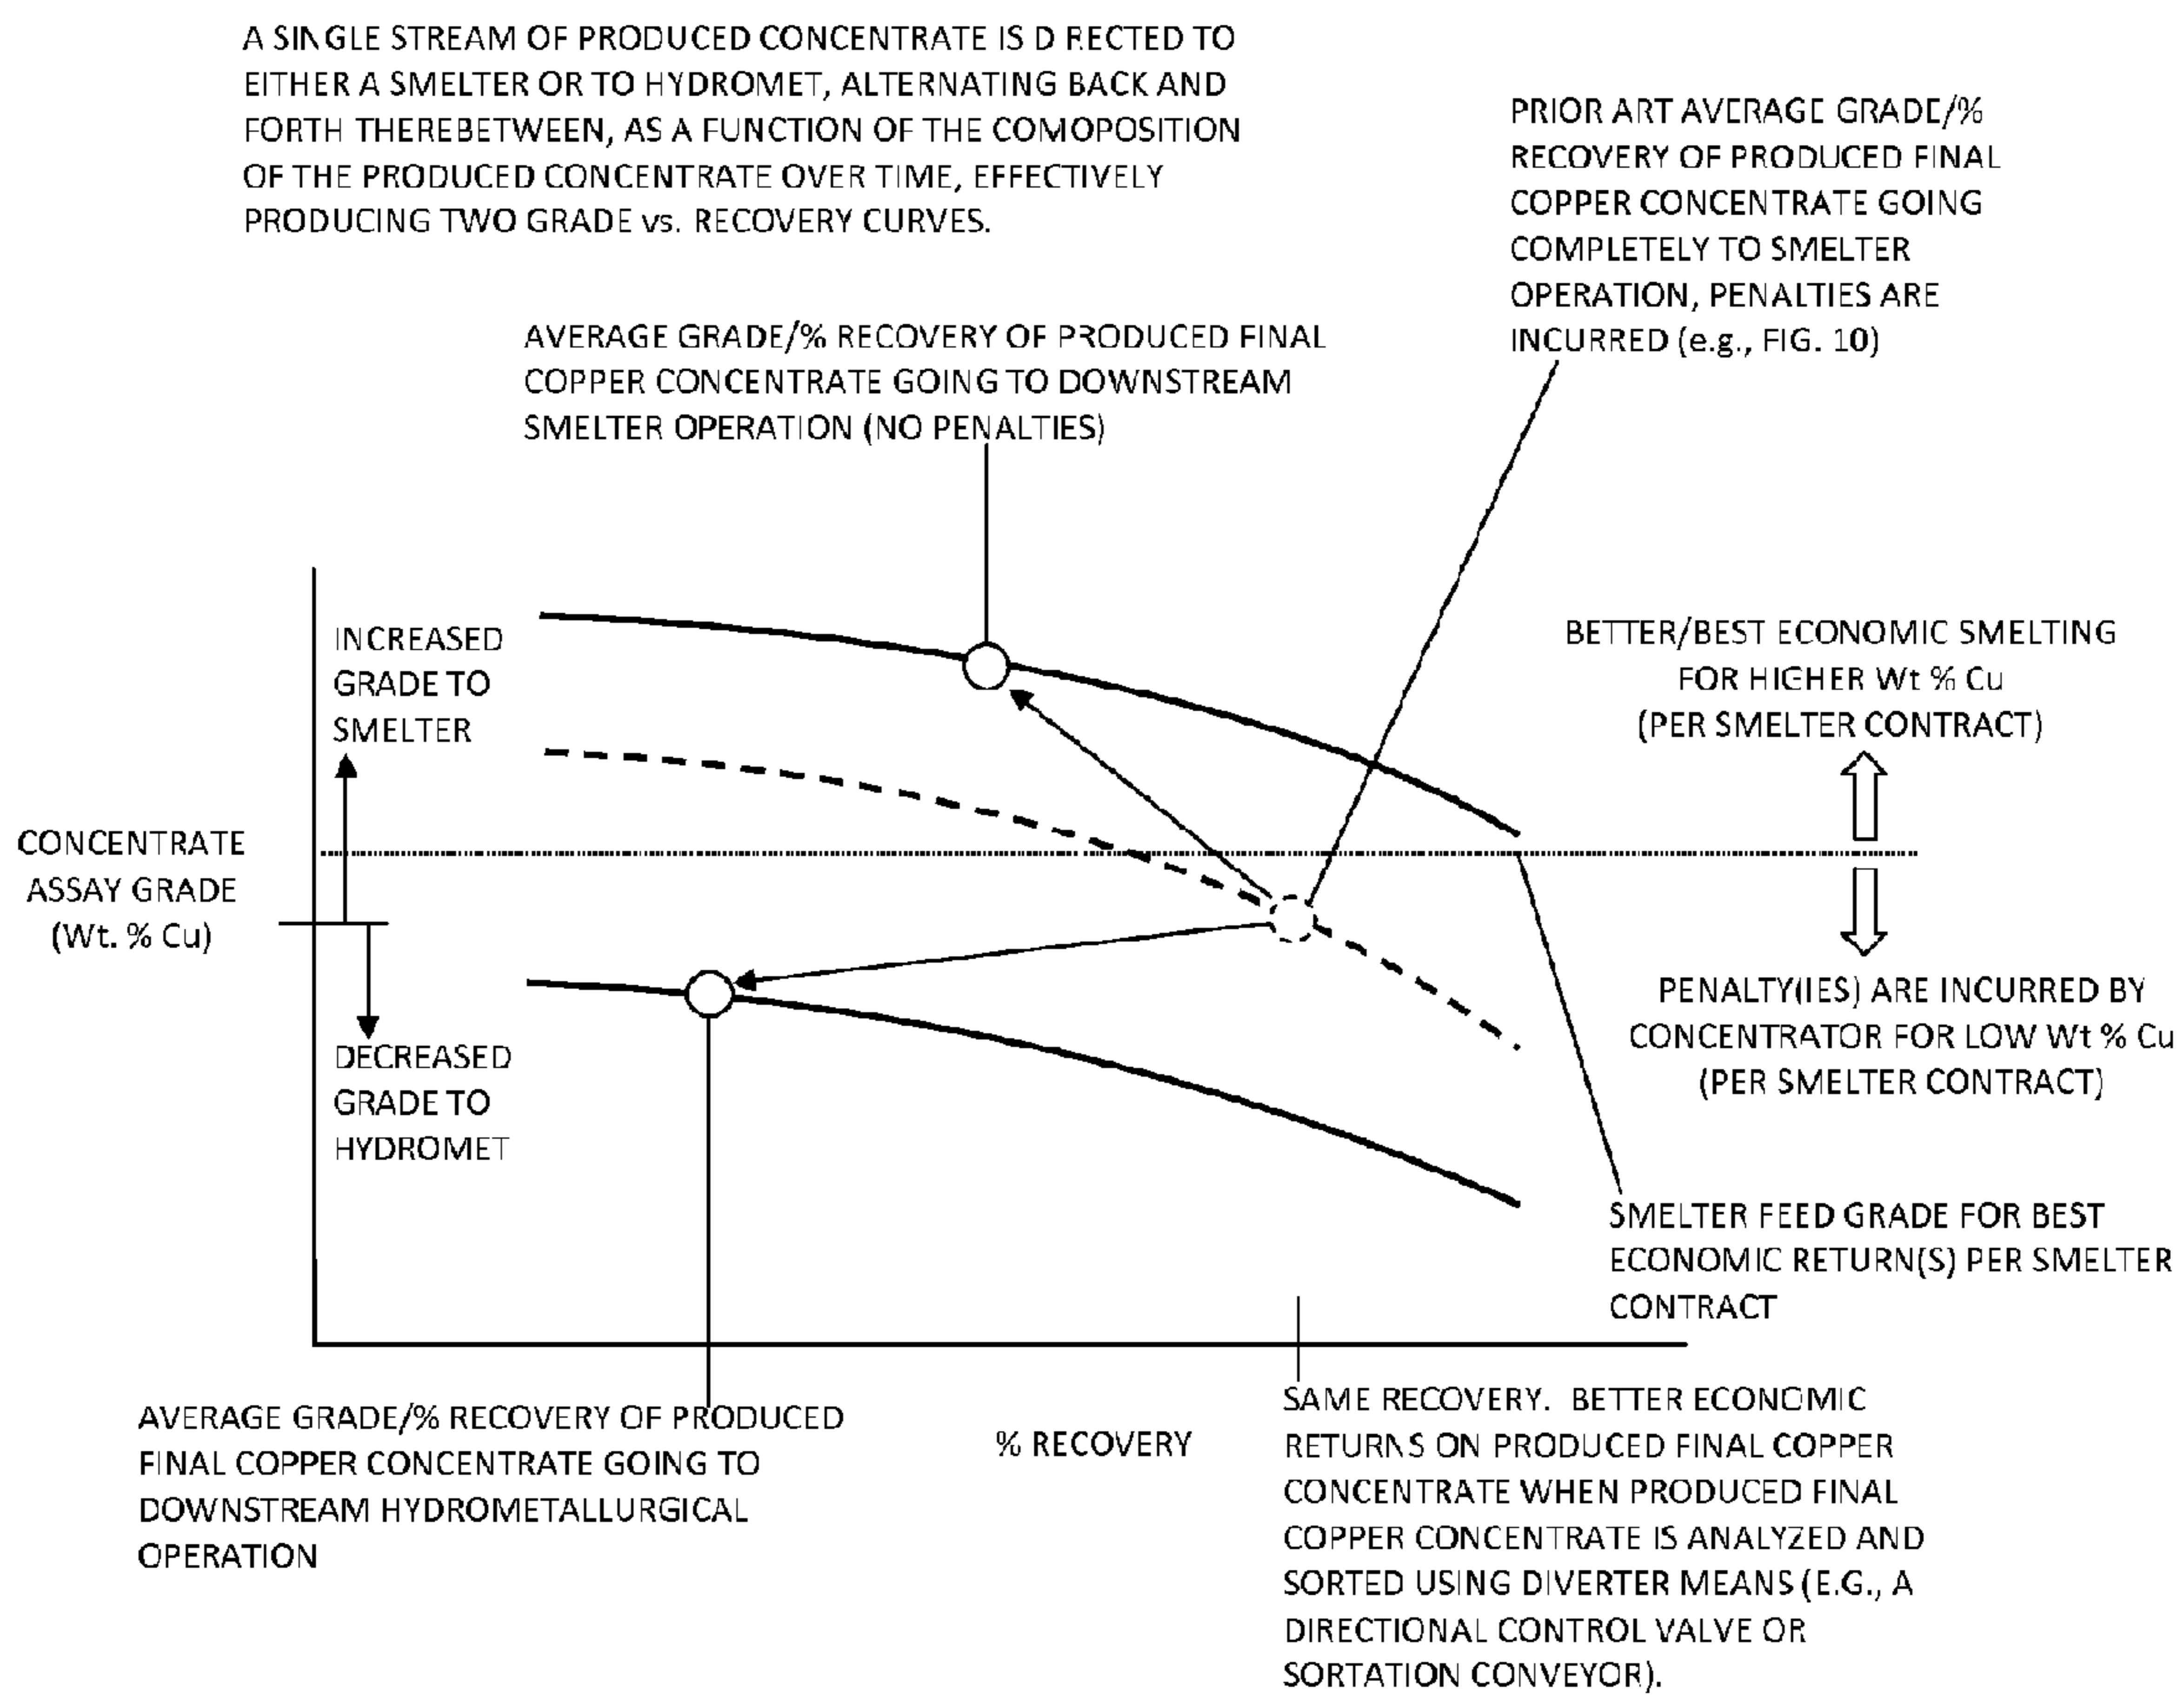 A SINGLE STREAM OF PRODUCED CONCENTRATE IS D RECTED TO
EITHER A SMELTER OR TO HYDROMET, ALTERNATING BACK AND
FORTH THEREBETWEEN, AS A FUNCTION OF THE COMOPOSITION
OF THE PRODUCED CONCENTRATE OVER TIME, EFFECTIVELY
PRODUCING TWO GRADE vs. RECOVERY CURVES.
PRIOR ART AVERAGE GRADE/%
RECOVERY OF PRODUCED FINAL
COPPER CONCENTRATE GOING
COMPLETELY TO SMELTER
OPERATION, PENALTIES ARE
INCURRED (e.g., FIG. 10)
AVERAGE GRADE/% RECOVERY OF PRODUCED FINAL
COPPER CONCENTRATE GOING TO DOWNSTREAM
SMELTER OPERATION (NO PENALTIES)
INCREASED
GRADE TO
SMELTER
BETTER/BEST ECONOMIC SMELTING
FOR HIGHER Wt % Cu
(PER SMELTER CONTRACT)
CONCENTRATE
ASSAY GRADE
(Wt. % Cu)
PENALTY(IES) ARE INCURRED BY
CONCENTRATOR FOR LOW Wt % Cu
(PER SMELTER CONTRACT)
DECREASED
GRADE TO
HYDROMET
SMELTER FEED GRADE FOR BEST
ECONOMIC RETURN(S) PER SMELTER
CONTRACT
AVERAGE GRADE/% RECOVERY OF PRODUCED
FINAL COPPER CONCENTRATE GOING TO
DOWNSTREAM HYDROMETALLURGICAL
OPERATION
% RECOVERY
SAME RECOVERY. BETTER ECONOMIC
RETURNS ON PRODUCED FINAL COPPER
CONCENTRATE WHEN PRODUCED FINAL
COPPER CONCENTRATE IS ANALYZED AND
SORTED USING DIVERTER MEANS (E.G., A
DIRECTIONAL CONTROL VALVE OR
SORTATION CONVEYOR).